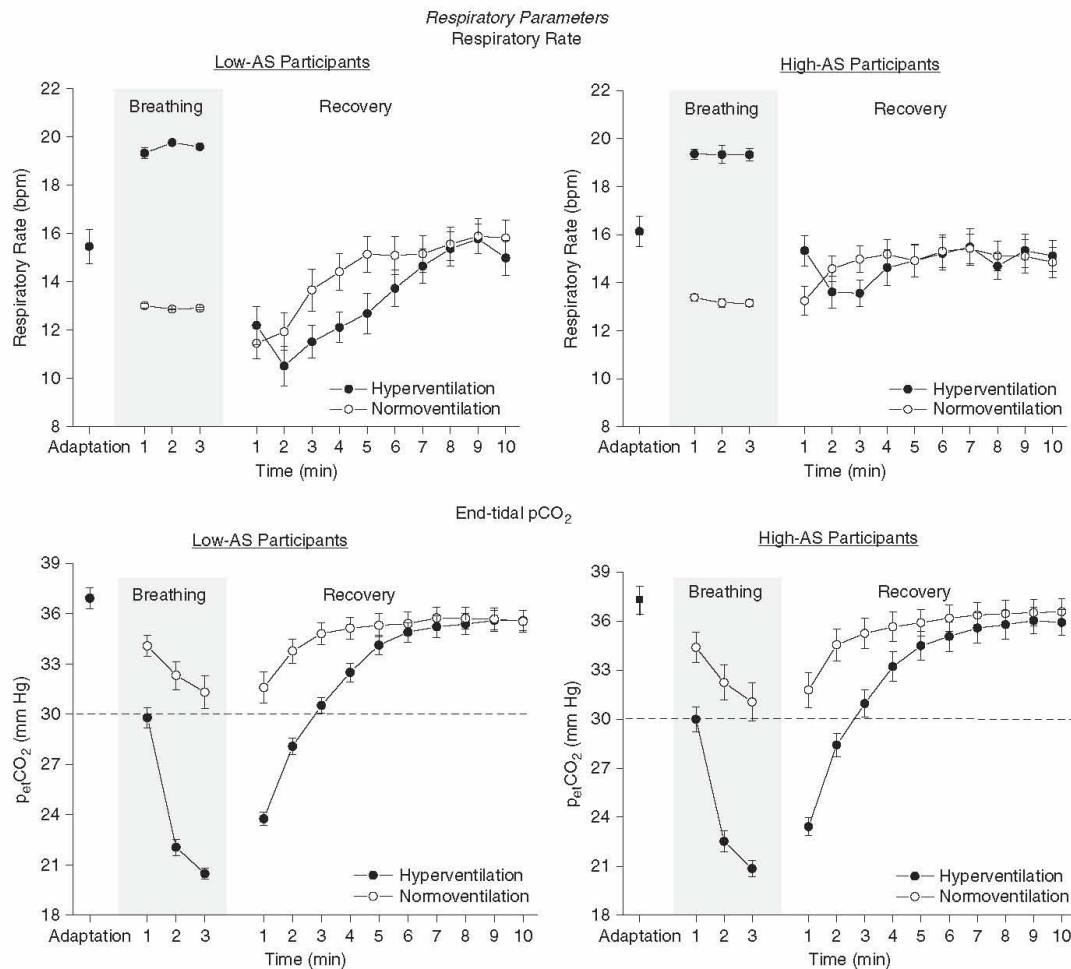 Respiratory Parameters
Respiratory Rate
Low-AS Participants
High-AS Participants
22
20
18
16
14
12
10
8
Respiratory Rate (bpm)
Breathing
Recovery
Hyperventilation
Normoventilation
Adaptation 1 2 3 1 2 3 4 5 6 7 8 9 10
Time (min)
22
20
18
16
14
12
10
8
Respiratory Rate (bpm)
Breathing
Recovery
Hyperventilation
Normoventilation
Adaptation 1 2 3 1 2 3 4 5 6 7 8 9 10
Time (min)
End-tidal pCO₂
Low-AS Participants
High-AS Participants
39
36
33
30
27
24
21
18
pₑₜCO₂ (mm Hg)
Breathing
Recovery
Hyperventilation
Normoventilation
Adaptation 1 2 3 1 2 3 4 5 6 7 8 9 10
Time (min)
39
36
33
30
27
24
21
18
pₑₜCO₂ (mm Hg)
Breathing
Recovery
Hyperventilation
Normoventilation
Adaptation 1 2 3 1 2 3 4 5 6 7 8 9 10
Time (min)